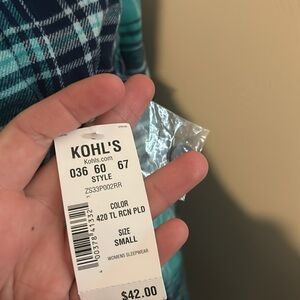 KOHL'S
Kohls.com
036 60 67
STYLE
ZS33P002RR
COLOR
420 TL RCN PLD
SIZE
SMALL
WOMENS SLEEPWEAR
$42.00